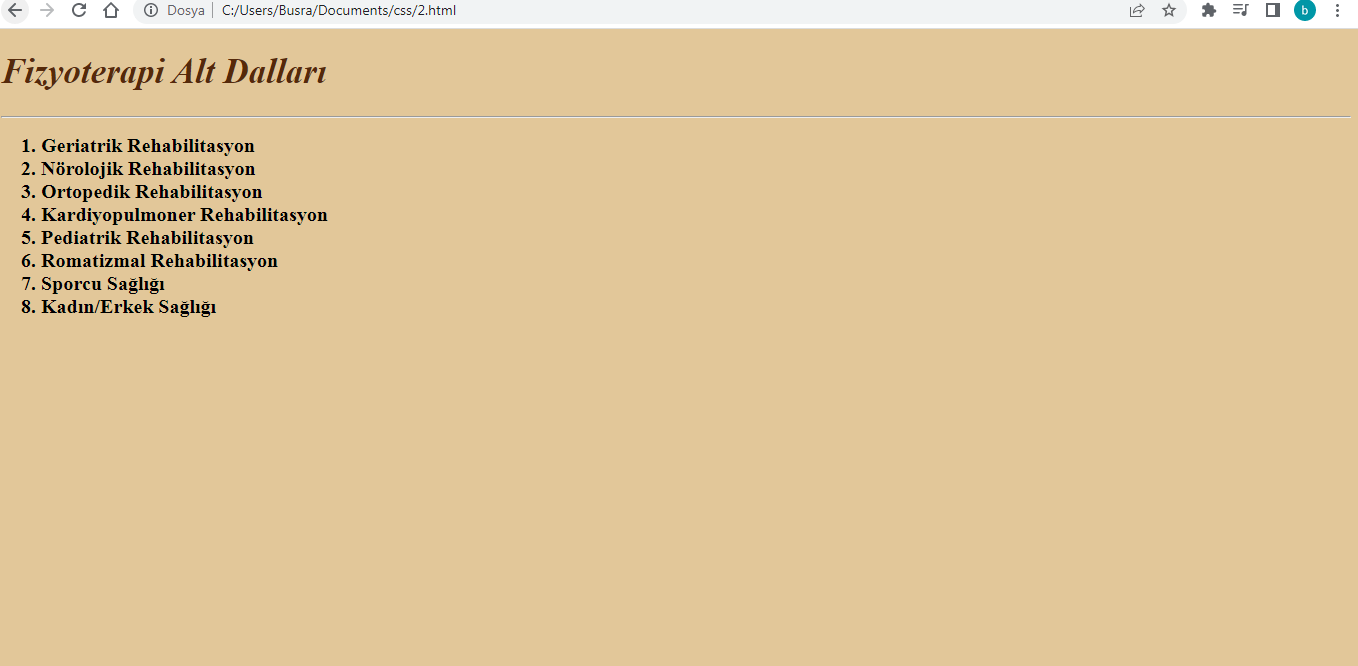 Dosya | C:/Users/Busra/Documents/css/2.html
b
Fizyoterapi Alt Dalları
1. Geriatrik Rehabilitasyon
2. Nörolojik Rehabilitasyon
3. Ortopedik Rehabilitasyon
4. Kardiyopulmoner Rehabilitasyon
5. Pediatrik Rehabilitasyon
6. Romatizmal Rehabilitasyon
7. Sporcu Sağlığı
8. Kadın/Erkek Sağlığı